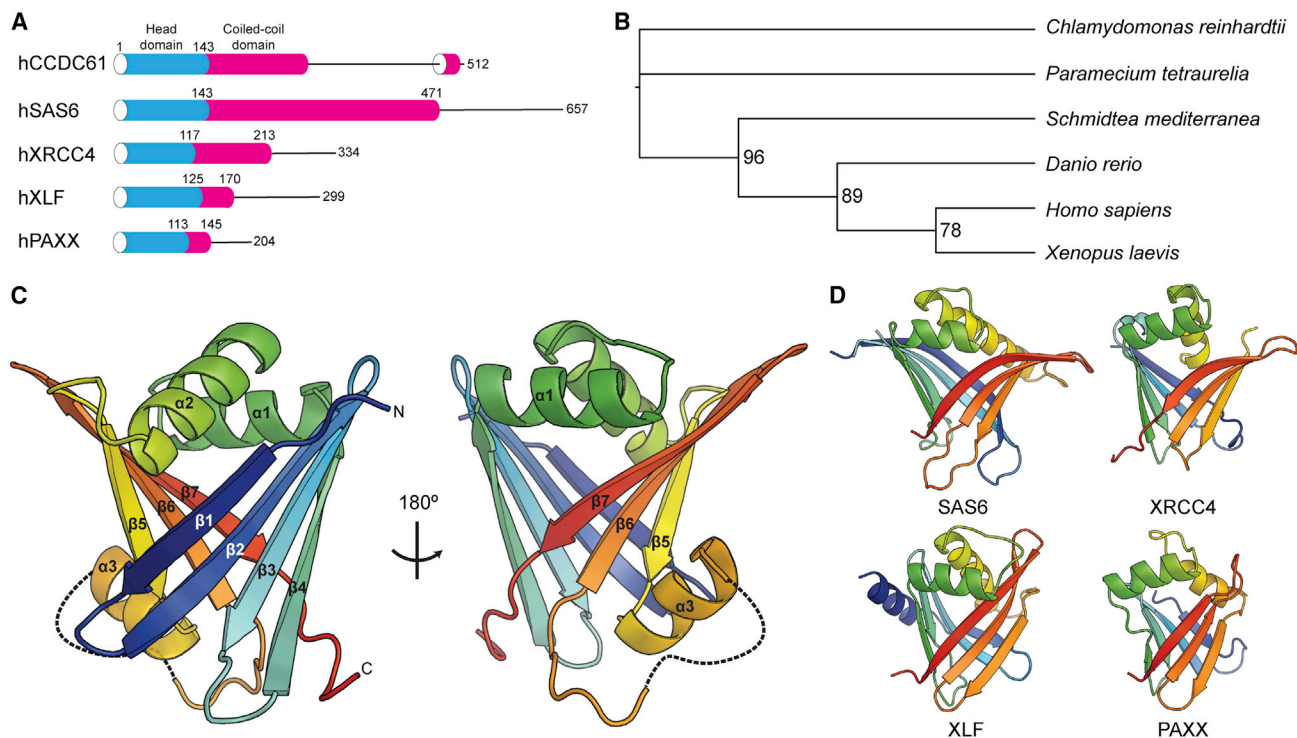 A
Head domain
Coiled-coil domain
1
143
hCCDC61
512
143
471
hSAS6
657
117
213
hXRCC4
334
125
170
hXLF
299
113
145
hPAXX
204
B
Chlamydomonas reinhardtii
Paramecium tetraurelia
Schmidtea mediterranea
96
Danio rerio
89
Homo sapiens
78
Xenopus laevis
C
α2
α1
N
β7
β6
β5
β1
β2
α3
β3
β4
C
180º
α1
β7
β6
β5
α3
D
SAS6
XRCC4
XLF
PAXX